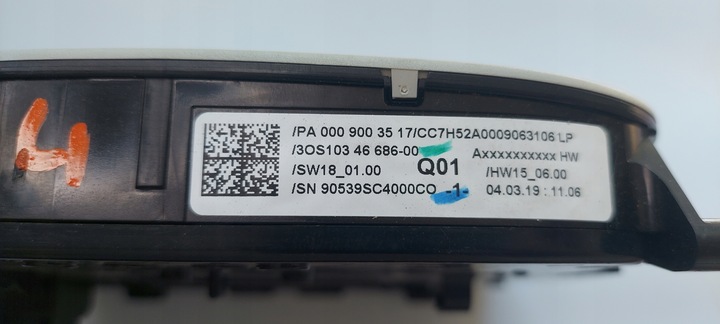 4
/PA 000 900 35 17/CC7H52A0009063106 LP
/3OS103 46 686-00 Axxxxxxxxxx HW
/SW18_01.00 Q01 /HW15_06.00
/SN 90539SC4000CO -1- 04.03.19 : 11.06